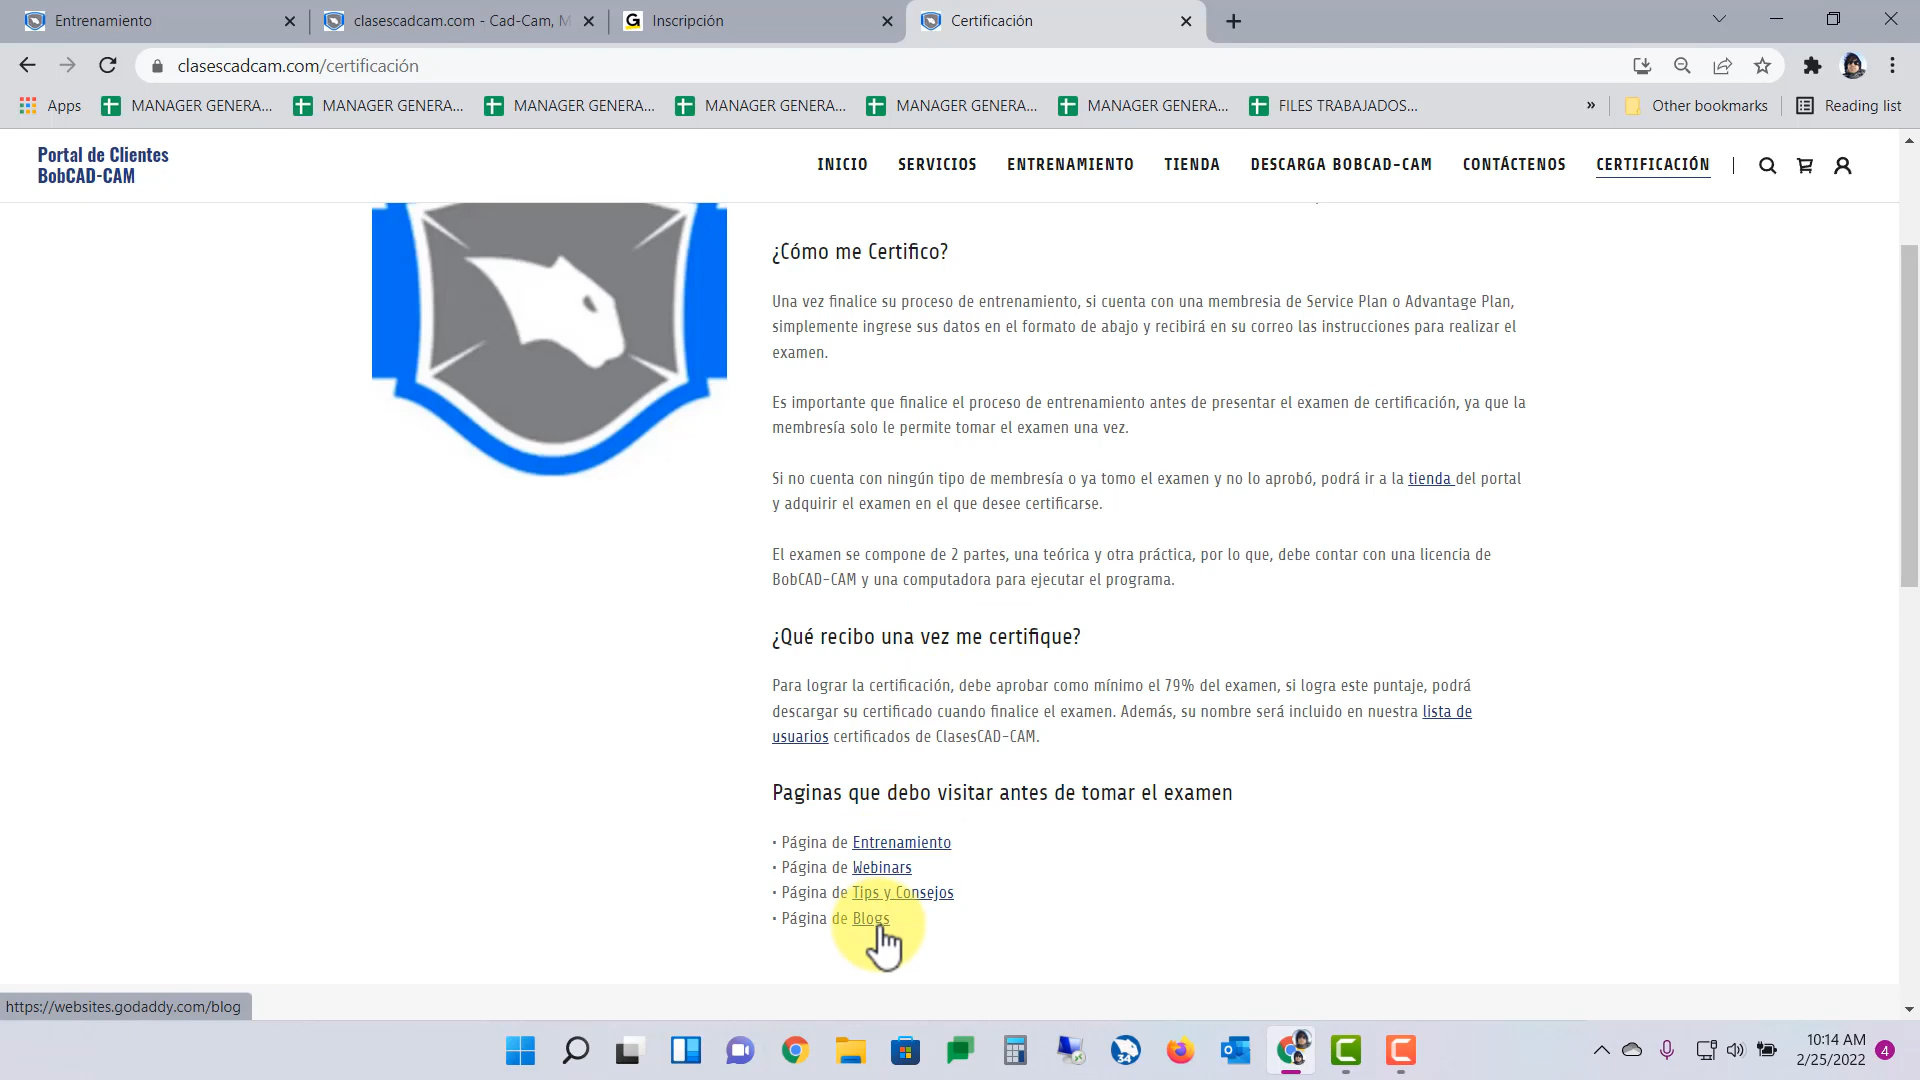 Entrenamiento
clasescadcam.com - Cad-Cam, M
Inscripción
Certificación
clasescadcam.com/certificación
Apps
MANAGER GENERA...
MANAGER GENERA...
MANAGER GENERA...
MANAGER GENERA...
MANAGER GENERA...
MANAGER GENERA...
FILES TRABAJADOS...
»
Other bookmarks
Reading list
Portal de Clientes
BobCAD-CAM
INICIO
SERVICIOS
ENTRENAMIENTO
TIENDA
DESCARGA BOBCAD-CAM
CONTÁCTENOS
CERTIFICACIÓN
¿Cómo me Certifico?
Una vez finalice su proceso de entrenamiento, si cuenta con una membresia de Service Plan o Advantage Plan,
simplemente ingrese sus datos en el formato de abajo y recibirá en su correo las instrucciones para realizar el
examen.
Es importante que finalice el proceso de entrenamiento antes de presentar el examen de certificación, ya que la
membresía solo le permite tomar el examen una vez.
Si no cuenta con ningún tipo de membresía o ya tomo el examen y no lo aprobó, podrá ir a la tienda del portal
y adquirir el examen en el que desee certificarse.
El examen se compone de 2 partes, una teórica y otra práctica, por lo que, debe contar con una licencia de
BobCAD-CAM y una computadora para ejecutar el programa.
¿Qué recibo una vez me certifique?
Para lograr la certificación, debe aprobar como mínimo el 79% del examen, si logra este puntaje, podrá
descargar su certificado cuando finalice el examen. Además, su nombre será incluido en nuestra lista de
usuarios certificados de ClasesCAD-CAM.
Paginas que debo visitar antes de tomar el examen
• Página de Entrenamiento
• Página de Webinars
• Página de Tips y Consejos
• Página de Blogs
https://websites.godaddy.com/blog
34
10:14 AM
2/25/2022
4